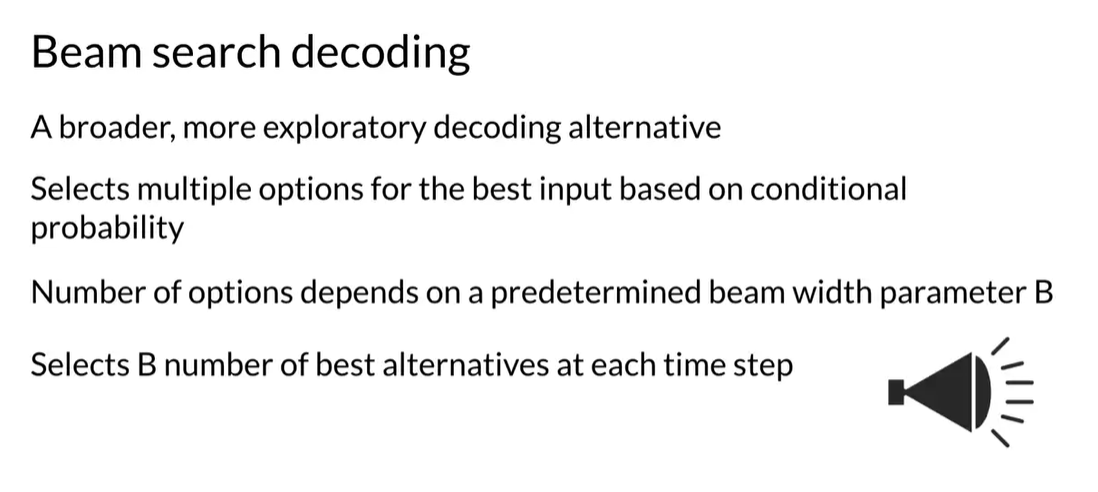 Beam search decoding
A broader, more exploratory decoding alternative
Selects multiple options for the best input based on conditional
probability
Number of options depends on a predetermined beam width parameter B
Selects B number of best alternatives at each time step